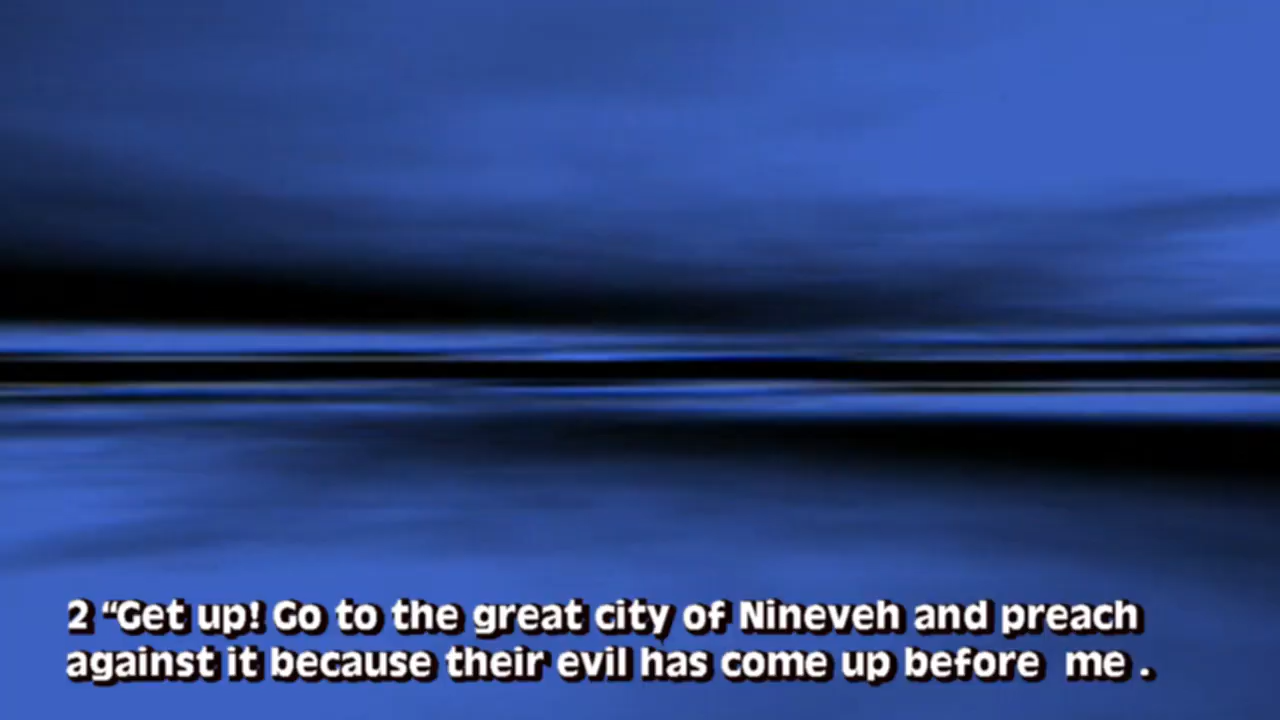 2 “Get up! Go to the great city of Nineveh and preach
against it because their evil has come up before  me .